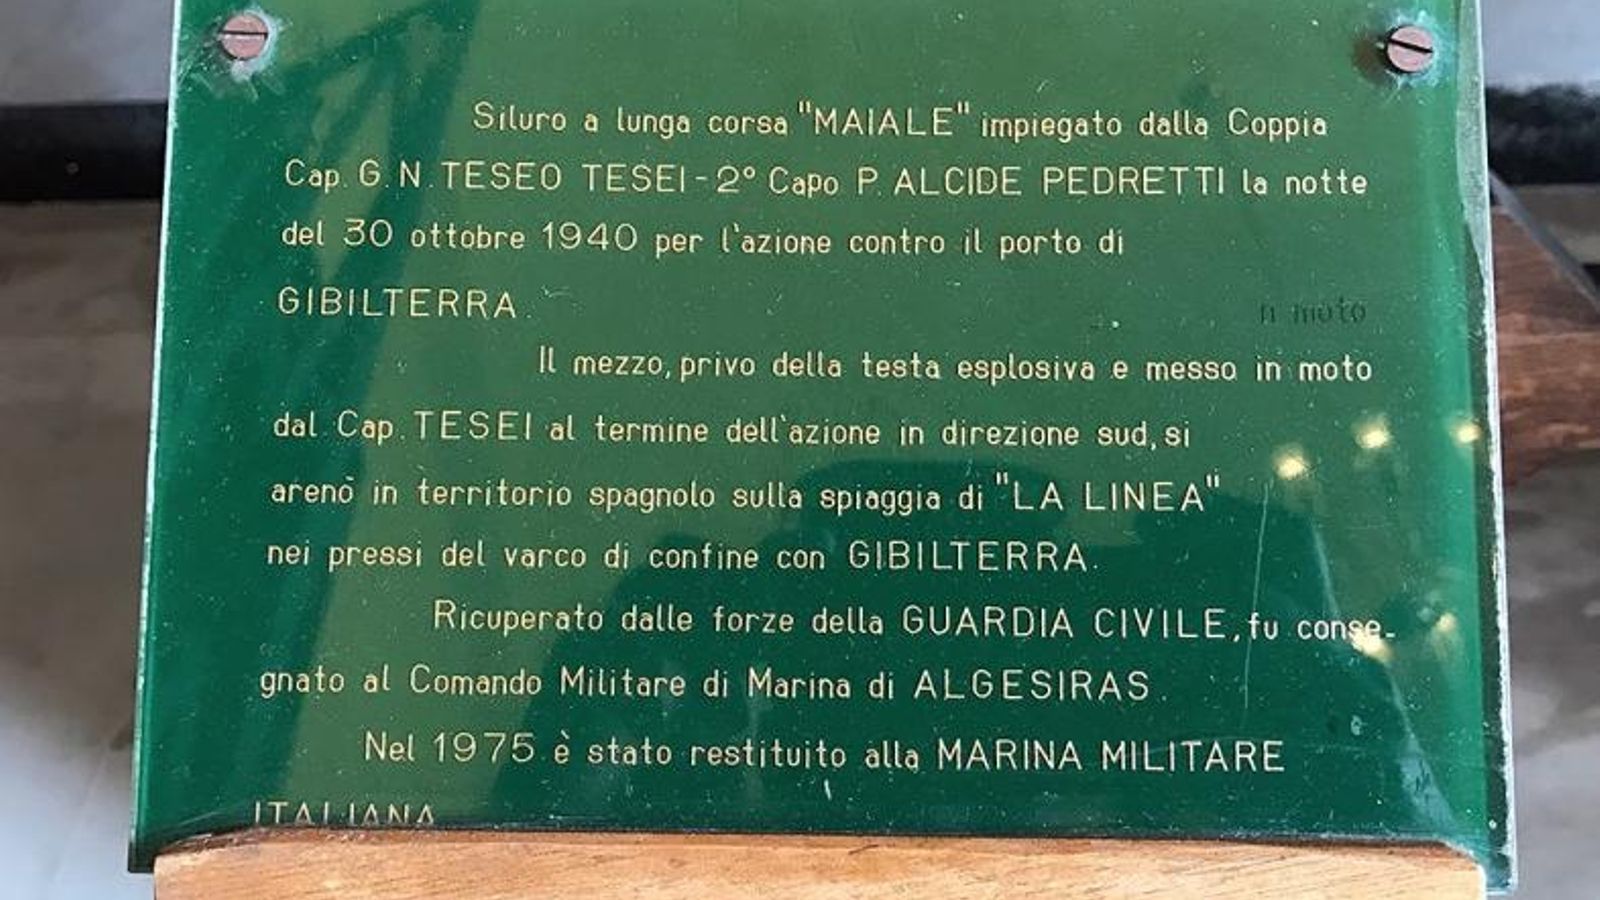 Siluro a lunga corsa "MAIALE" impiegato dalla Coppia
Cap. G. N. TESEO TESEI - 2° Capo P. ALCIDE PEDRETTI la notte
del 30 ottobre 1940 per l'azione contro il porto di
GIBILTERRA.
n moto
Il mezzo, privo della testa esplosiva e messo in moto
dal Cap. TESEI al termine dell'azione in direzione sud, si
arenò in territorio spagnolo sulla spiaggia di "LA LINEA"
nei pressi del varco di confine con GIBILTERRA.
Ricuperato dalle forze della GUARDIA CIVILE, fu conse-
gnato al Comando Militare di Marina di ALGESIRAS.
Nel 1975 è stato restituito alla MARINA MILITARE
ITALIANA